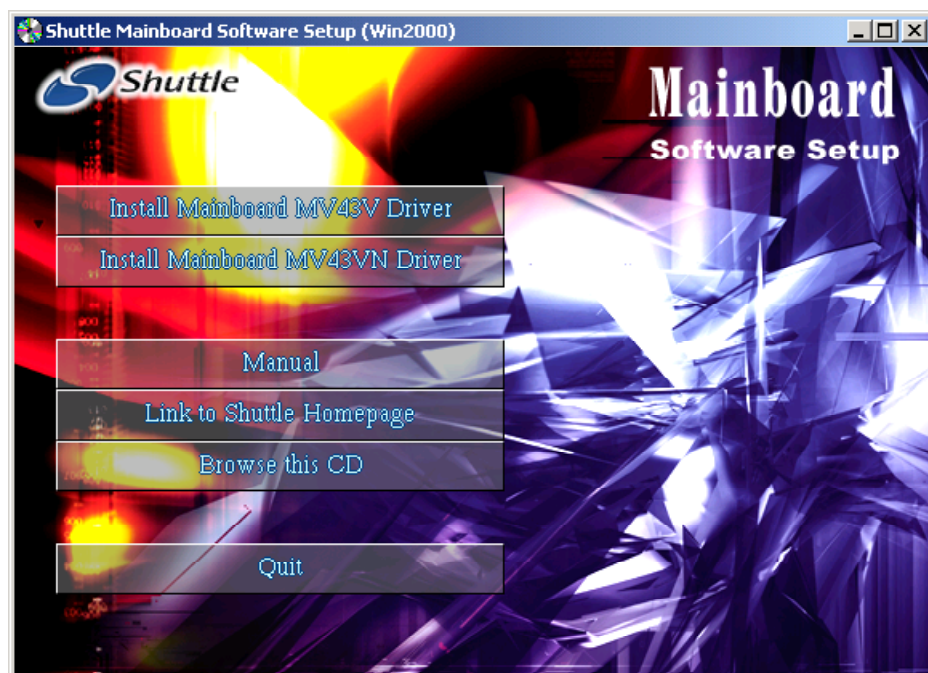 Shuttle Mainboard Software Setup (Win2000)
Shuttle
Mainboard
Software Setup
Install Mainboard MV43V Driver
Install Mainboard MV43VN Driver
Manual
Link to Shuttle Homepage
Browse this CD
Quit